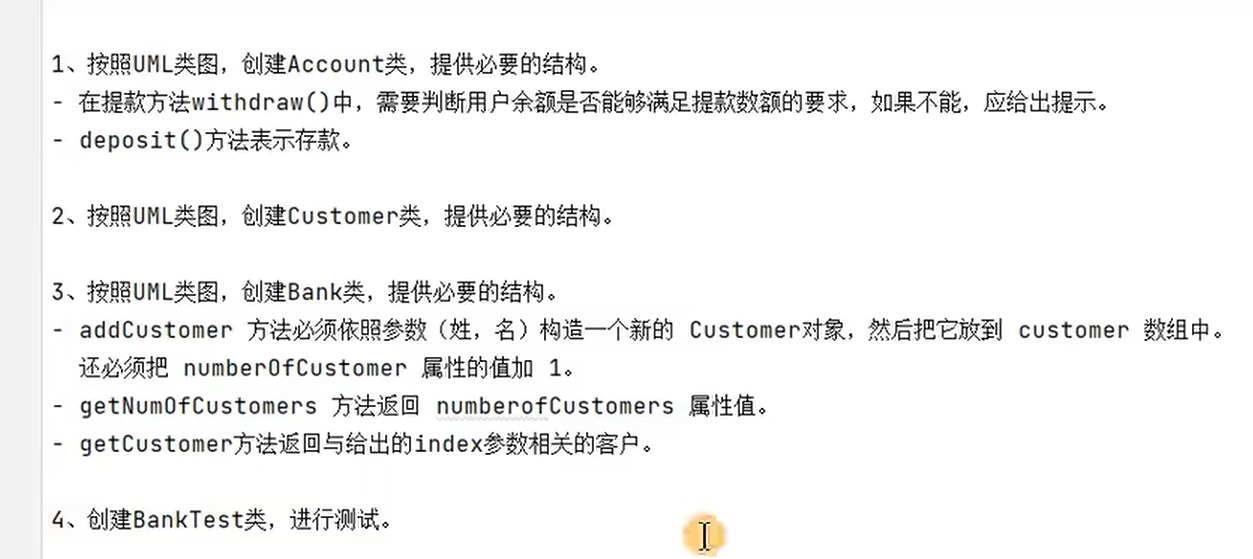 1、按照UML类图，创建Account类，提供必要的结构。
- 在提款方法withdraw()中，需要判断用户余额是否能够满足提款数额的要求，如果不能，应给出提示。
- deposit()方法表示存款。
2、按照UML类图，创建Customer类，提供必要的结构。
3、按照UML类图，创建Bank类，提供必要的结构。
- addCustomer 方法必须依照参数（姓，名）构造一个新的 Customer对象，然后把它放到 customer 数组中。
还必须把 numberOfCustomer 属性的值加 1。
- getNumOfCustomers 方法返回 numberofCustomers 属性值。
- getCustomer方法返回与给出的index参数相关的客户。
4、创建BankTest类，进行测试。